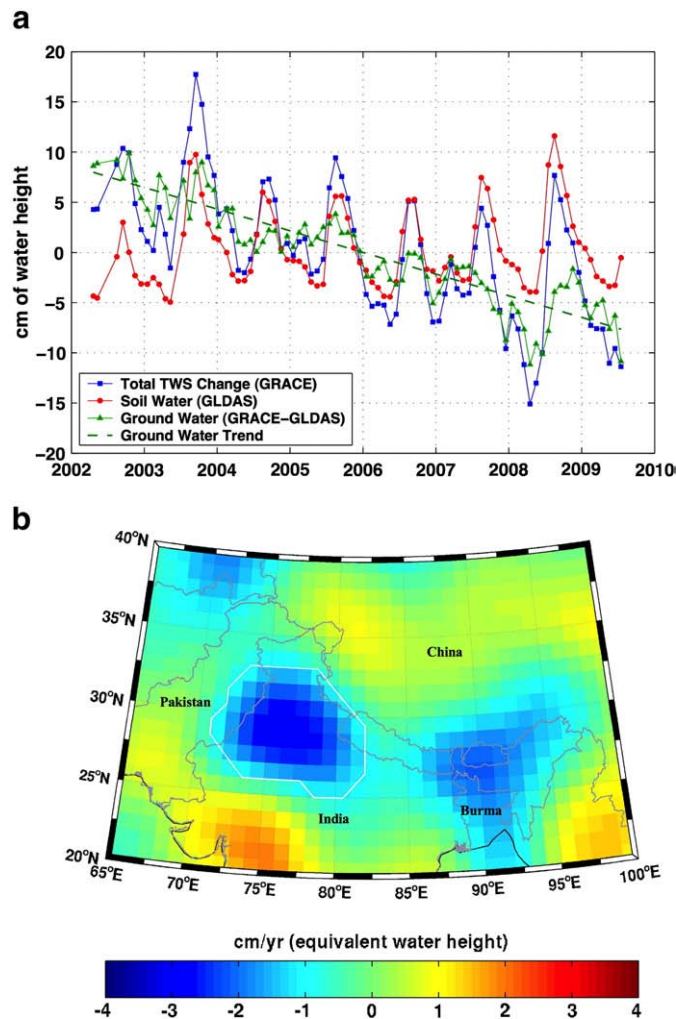 a
cm of water height
20
15
10
5
0
−5
−10
−15
−20
Total TWS Change (GRACE)
Soil Water (GLDAS)
Ground Water (GRACE−GLDAS)
Ground Water Trend
2002 2003 2004 2005 2006 2007 2008 2009 2010
b
40°N
35°N
30°N
25°N
20°N
China
Pakistan
India
Burma
65°E 70°E 75°E 80°E 85°E 90°E 95°E 100°E
cm/yr (equivalent water height)
-4 -3 -2 -1 0 1 2 3 4